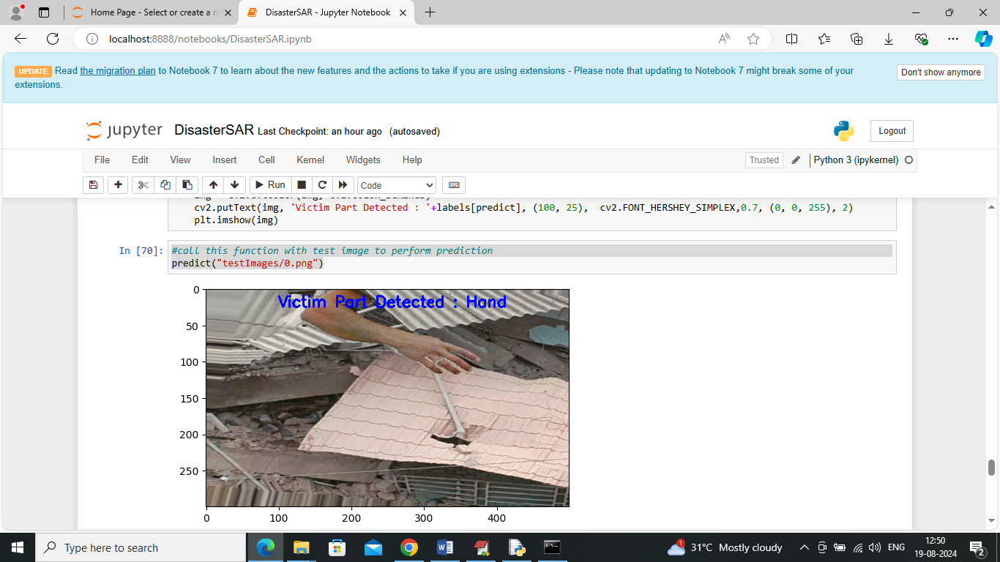 Home Page - Select or create a n
DisasterSAR - Jupyter Notebook
localhost:8888/notebooks/DisasterSAR.ipynb
UPDATE Read the migration plan to Notebook 7 to learn about the new features and the actions to take if you are using extensions - Please note that updating to Notebook 7 might break some of your
extensions.
Don't show anymore
jupyter DisasterSAR Last Checkpoint: an hour ago (autosaved)
Logout
File Edit View Insert Cell Kernel Widgets Help
Trusted
Python 3 (ipykernel)
Run
Code
cv2.putText(img, 'Victim Part Detected : '+labels[predict], (100, 25),  cv2.FONT_HERSHEY_SIMPLEX,0.7, (0, 0, 255), 2)
plt.imshow(img)
In [70]: #call this function with test image to perform prediction
predict("testImages/0.png")
Victim Part Detected : Hand
0
50
100
150
200
250
0 100 200 300 400
Type here to search
1
31°C Mostly cloudy
ENG
12:50
19-08-2024
2